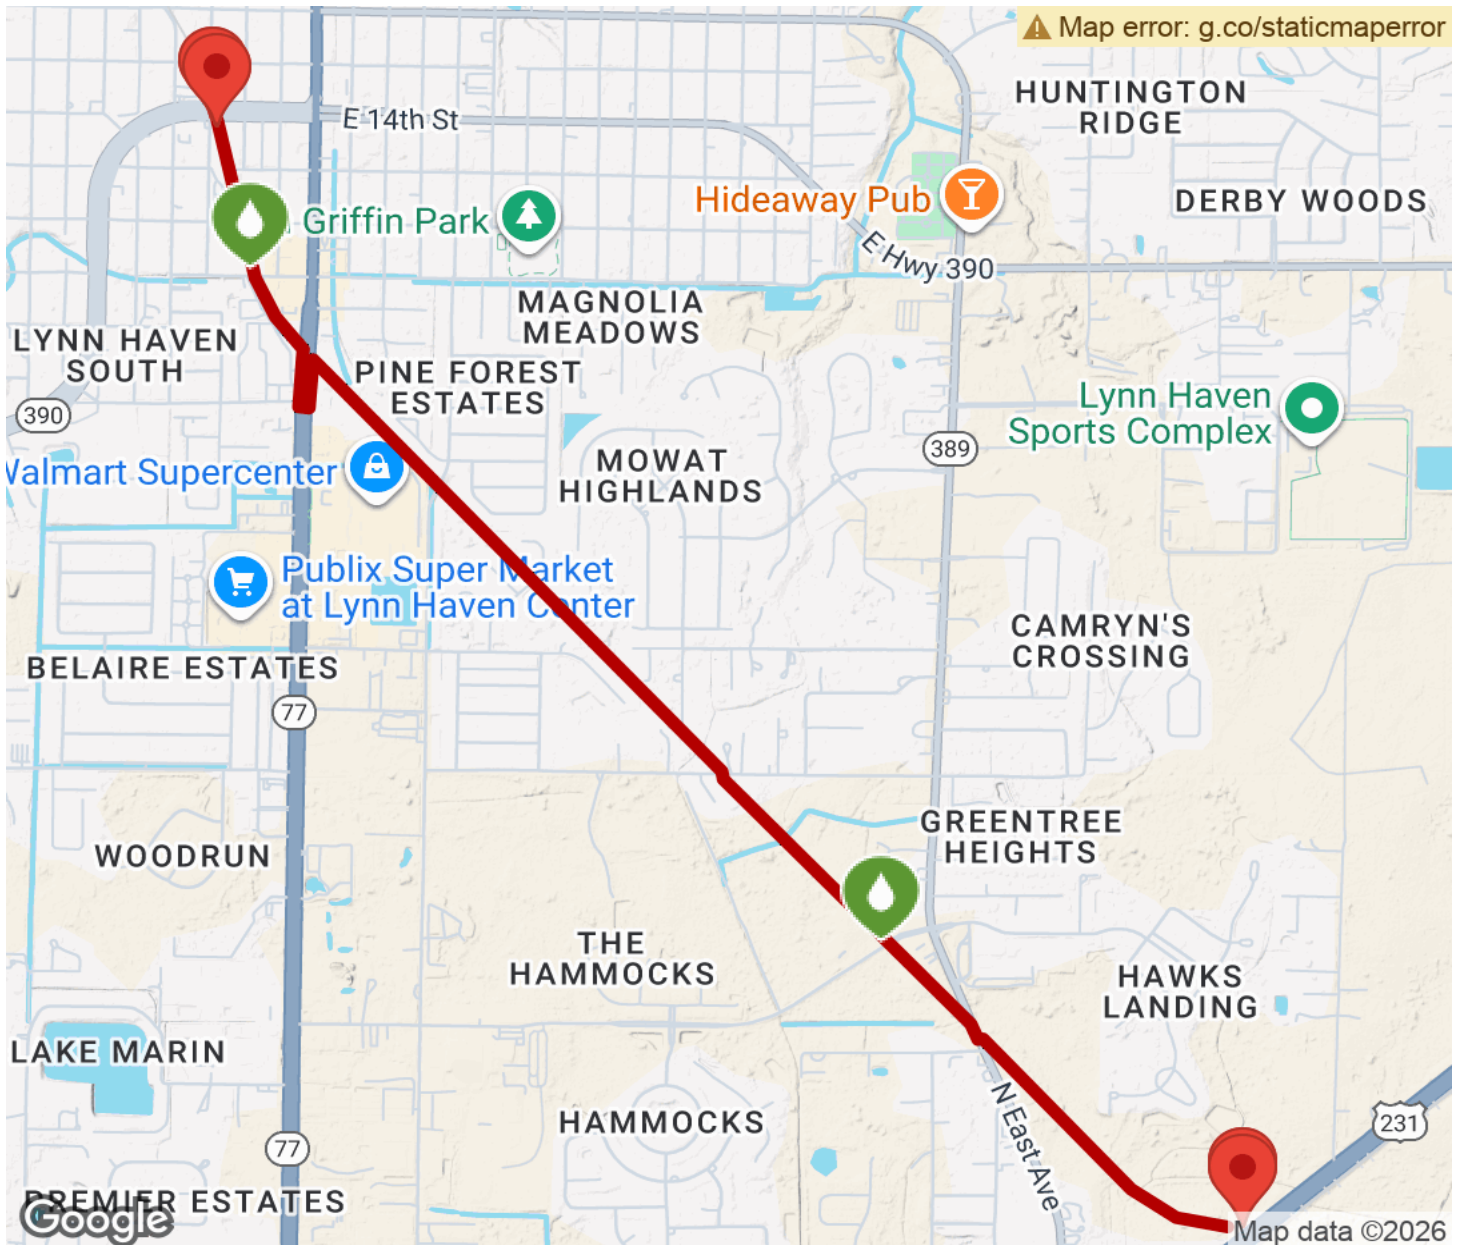 Map error: g.co/staticmaperror
HUNTINGTON
RIDGE
E 14th St
DERBY WOODS
Hideaway Pub
Griffin Park
E Hwy 390
MAGNOLIA
MEADOWS
LYNN HAVEN
SOUTH
PINE FOREST
ESTATES
390
Lynn Haven
Sports Complex
389
Walmart Supercenter
MOWAT
HIGHLANDS
Publix Super Market
at Lynn Haven Center
CAMRYN'S
CROSSING
BELAIRE ESTATES
77
GREENTREE
HEIGHTS
WOODRUN
THE
HAMMOCKS
HAWKS
LANDING
LAKE MARIN
HAMMOCKS
N East Ave
231
77
PREMIER ESTATES
Google
Map data ©2026